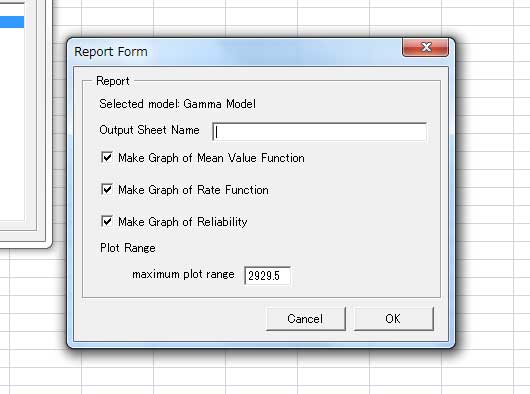 Report Form
Report
Selected model: Gamma Model
Output Sheet Name
Make Graph of Mean Value Function
Make Graph of Rate Function
Make Graph of Reliability
Plot Range
maximum plot range 2929.5
Cancel OK